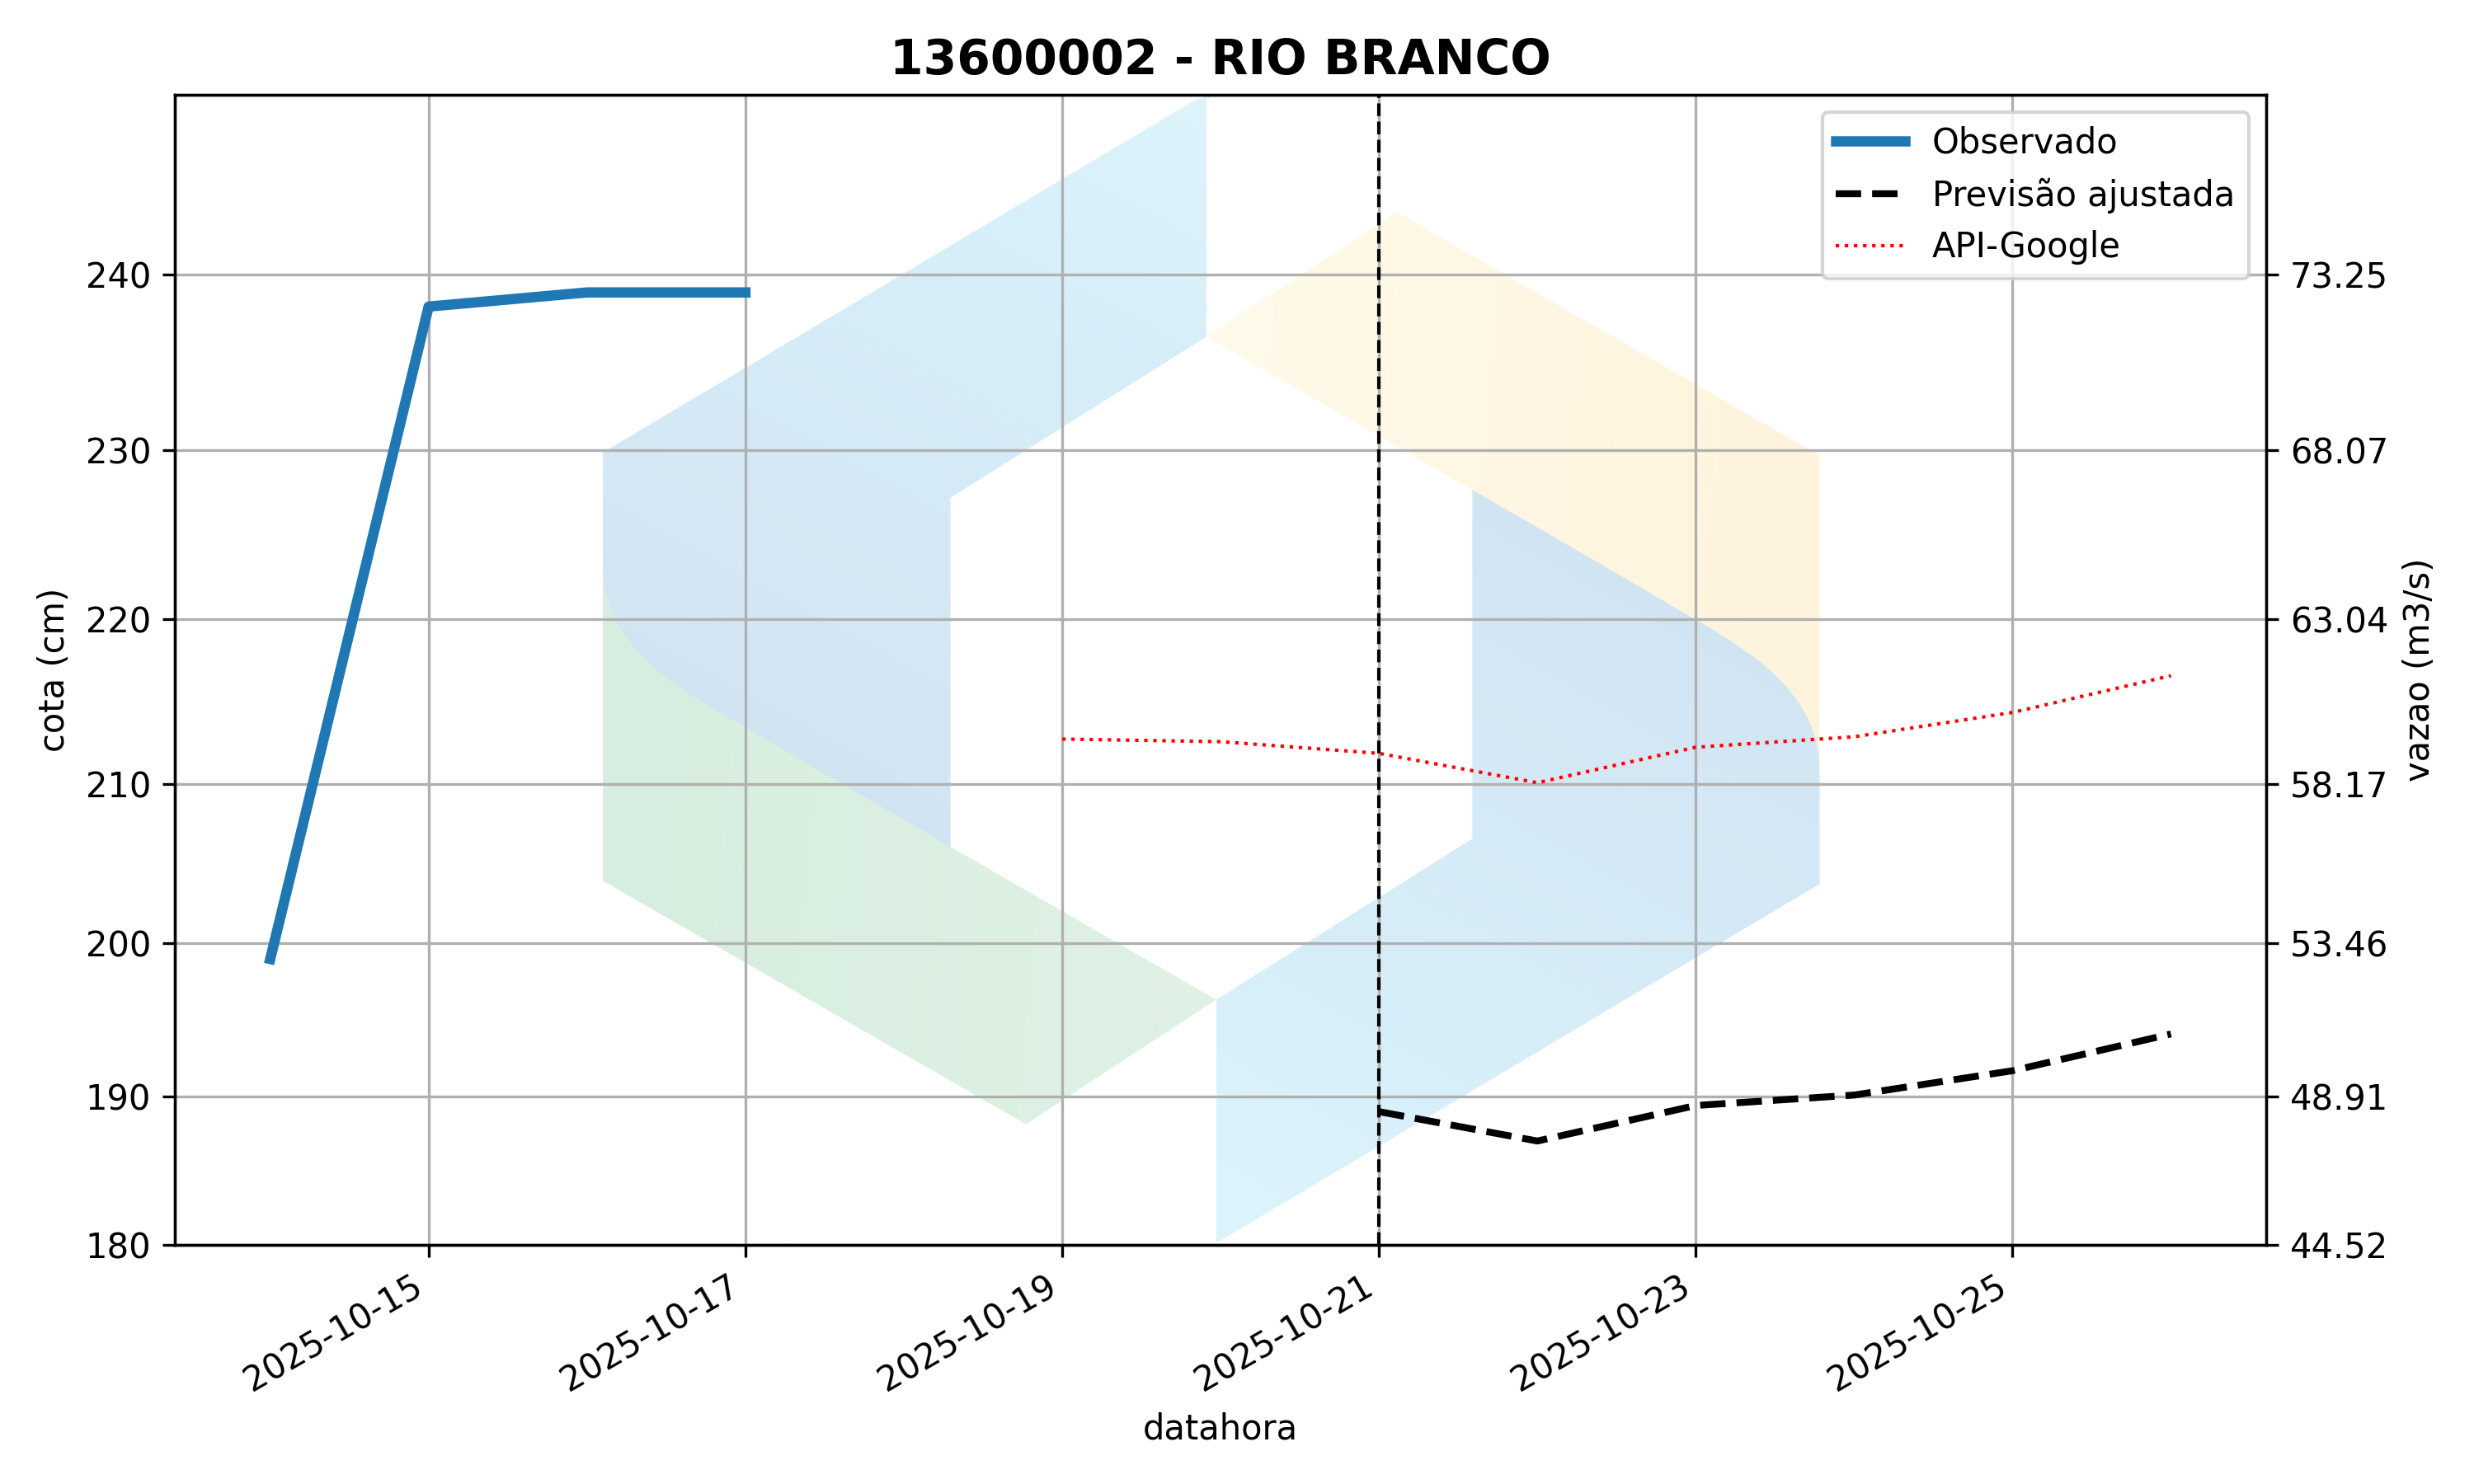 13600002 - RIO BRANCO
Observado
Previsão ajustada
API-Google
240
230
220
210
200
190
180
cota (cm)
73.25
68.07
63.04
58.17
53.46
48.91
44.52
vazao (m3/s)
2025-10-15
2025-10-17
2025-10-19
2025-10-21
2025-10-23
2025-10-25
datahora